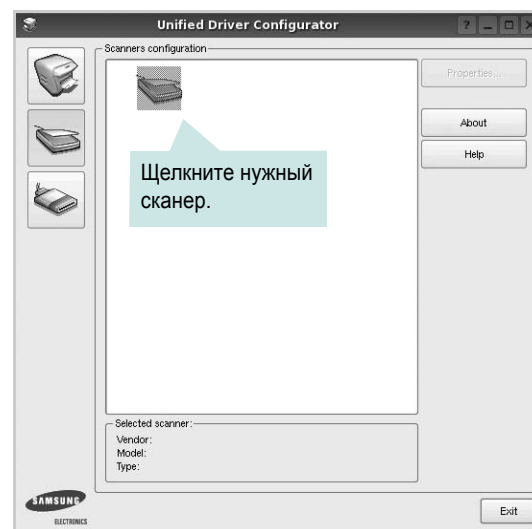 Unified Driver Configurator
Scanners configuration
Properties...
About
Help
Щелкните нужный
сканер.
Selected scanner:
Vendor:
Model:
Type:
SAMSUNG
ELECTRONICS
Exit